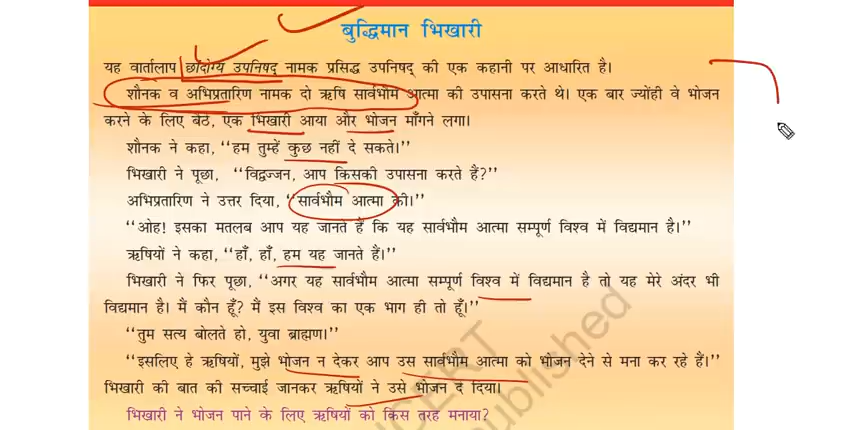 बुद्धिमान भिखारी
यह वार्तालाप छांदोग्य उपनिषद् नामक प्रसिद्ध उपनिषद् की एक कहानी पर आधारित है।
शौनक व अभिप्रतारिण नामक दो ऋषि सार्वभौम आत्मा की उपासना करते थे। एक बार ज्योंही वे भोजन
करने के लिए बैठे, एक भिखारी आया और भोजन माँगने लगा।
शौनक ने कहा, “हम तुम्हें कुछ नहीं दे सकते।”
भिखारी ने पूछा, “विद्वज्जन, आप किसकी उपासना करते हैं?”
अभिप्रतारिण ने उत्तर दिया, “सार्वभौम आत्मा की।”
“ओह! इसका मतलब आप यह जानते हैं कि यह सार्वभौम आत्मा सम्पूर्ण विश्व में विद्यमान है।”
ऋषियों ने कहा, “हाँ, हाँ, हम यह जानते हैं।”
भिखारी ने फिर पूछा, “अगर यह सार्वभौम आत्मा सम्पूर्ण विश्व में विद्यमान है तो यह मेरे अंदर भी
विद्यमान है। मैं कौन हूँ? मैं इस विश्व का एक भाग ही तो हूँ।”
“तुम सत्य बोलते हो, युवा ब्राह्मण।”
“इसलिए हे ऋषियों, मुझे भोजन न देकर आप उस सार्वभौम आत्मा को भोजन देने से मना कर रहे हैं।”
भिखारी की बात की सच्चाई जानकर ऋषियों ने उसे भोजन दे दिया।
भिखारी ने भोजन पाने के लिए ऋषियों को किस तरह मनाया?